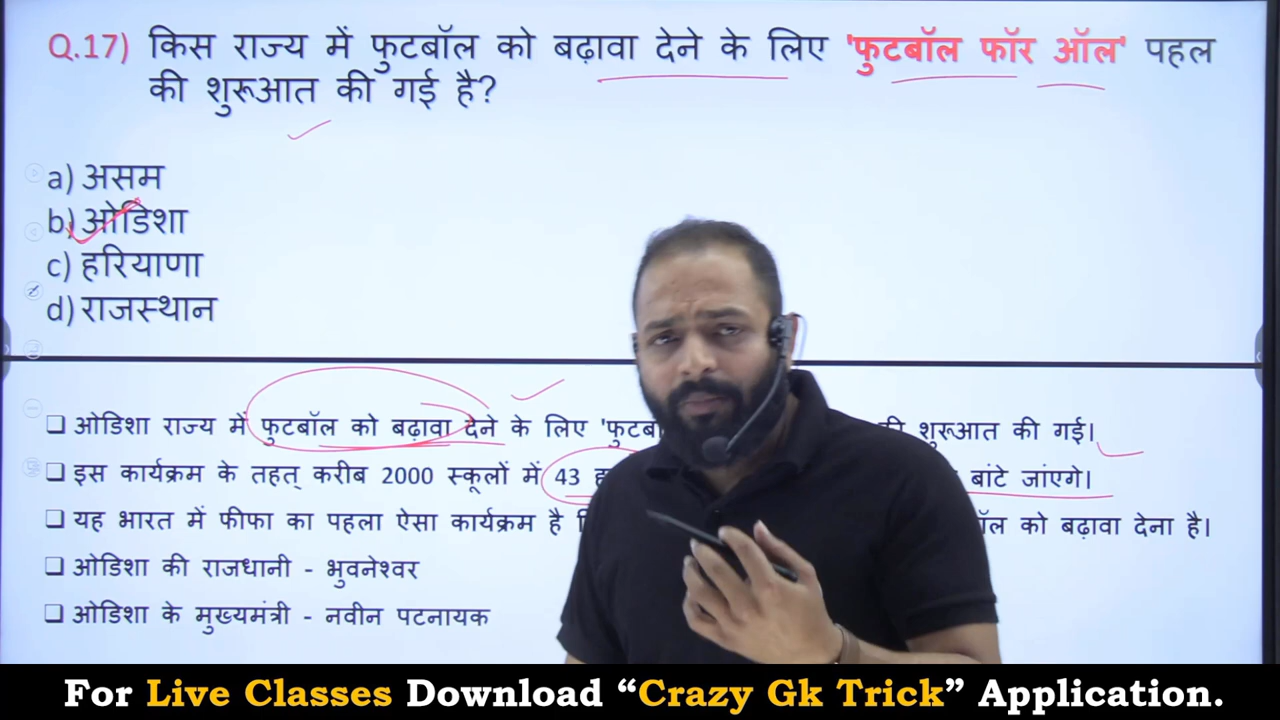 Q.17) किस राज्य में फुटबॉल को बढ़ावा देने के लिए 'फुटबॉल फॉर ऑल' पहल
की शुरूआत की गई है?
a) असम
b) ओडिशा
c) हरियाणा
d) राजस्थान
❑ ओडिशा राज्य में फुटबॉल को बढ़ावा देने के लिए 'फुटबॉ की शुरूआत की गई।
❑ इस कार्यक्रम के तहत् करीब 2000 स्कूलों में 43 बांटे जांएगे।
❑ यह भारत में फीफा का पहला ऐसा कार्यक्रम है को बढ़ावा देना है।
❑ ओडिशा की राजधानी - भुवनेश्वर
❑ ओडिशा के मुख्यमंत्री - नवीन पटनायक
For Live Classes Download “Crazy Gk Trick” Application.